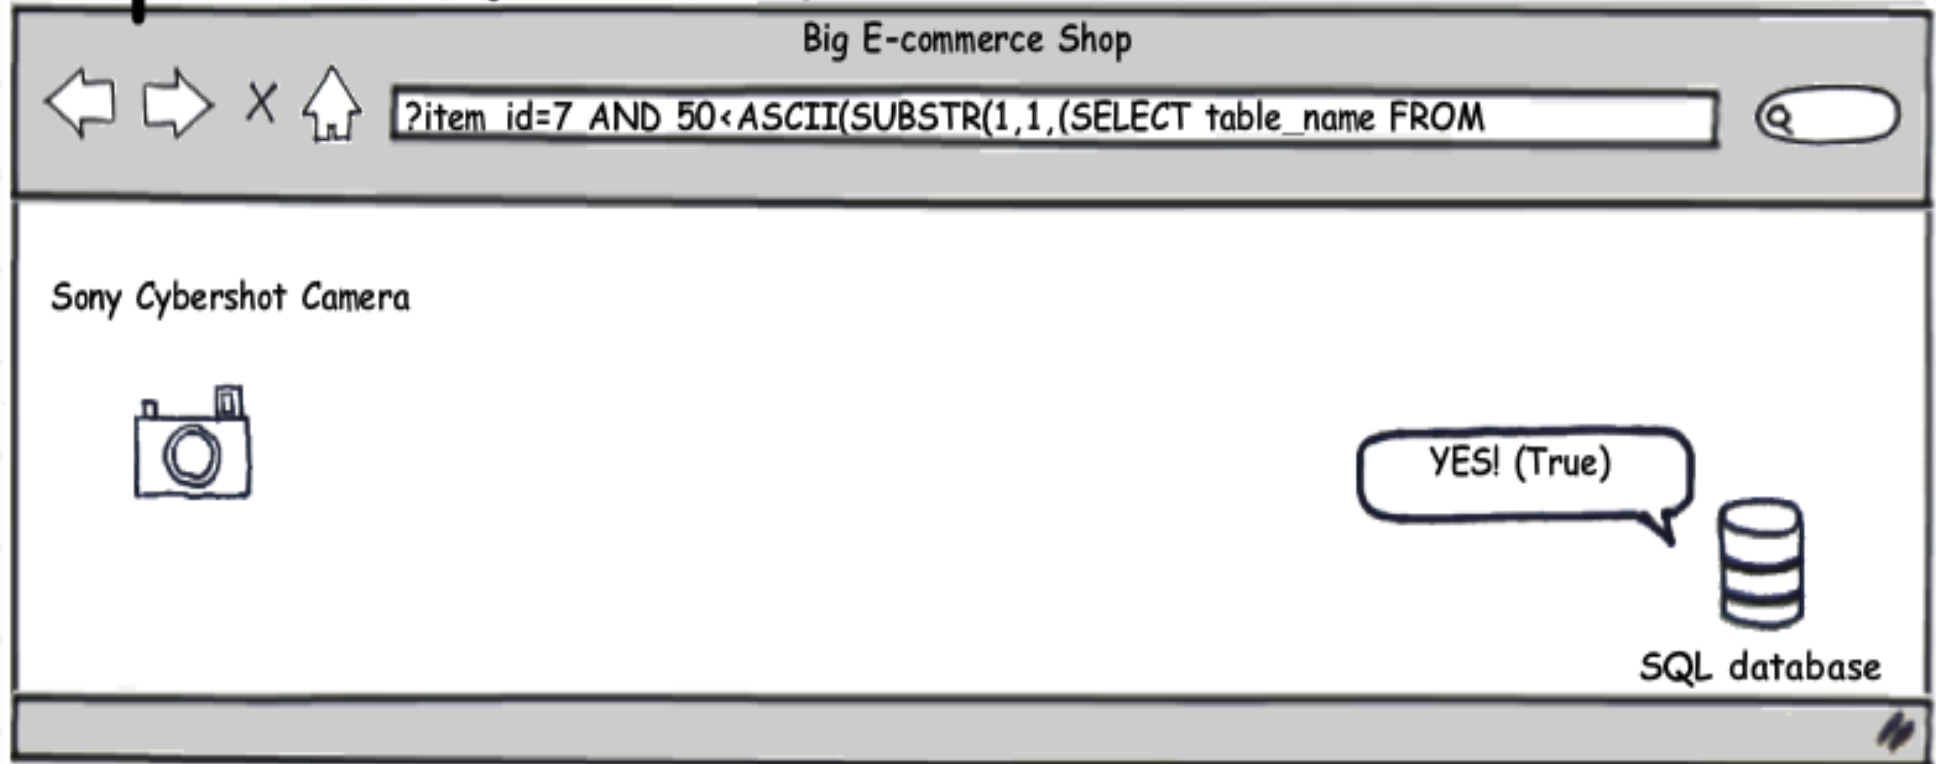 Big E-commerce Shop
?item_id=7 AND 50<ASCII(SUBSTR(1,1,(SELECT table_name FROM
Sony Cybershot Camera
YES! (True)
SQL database